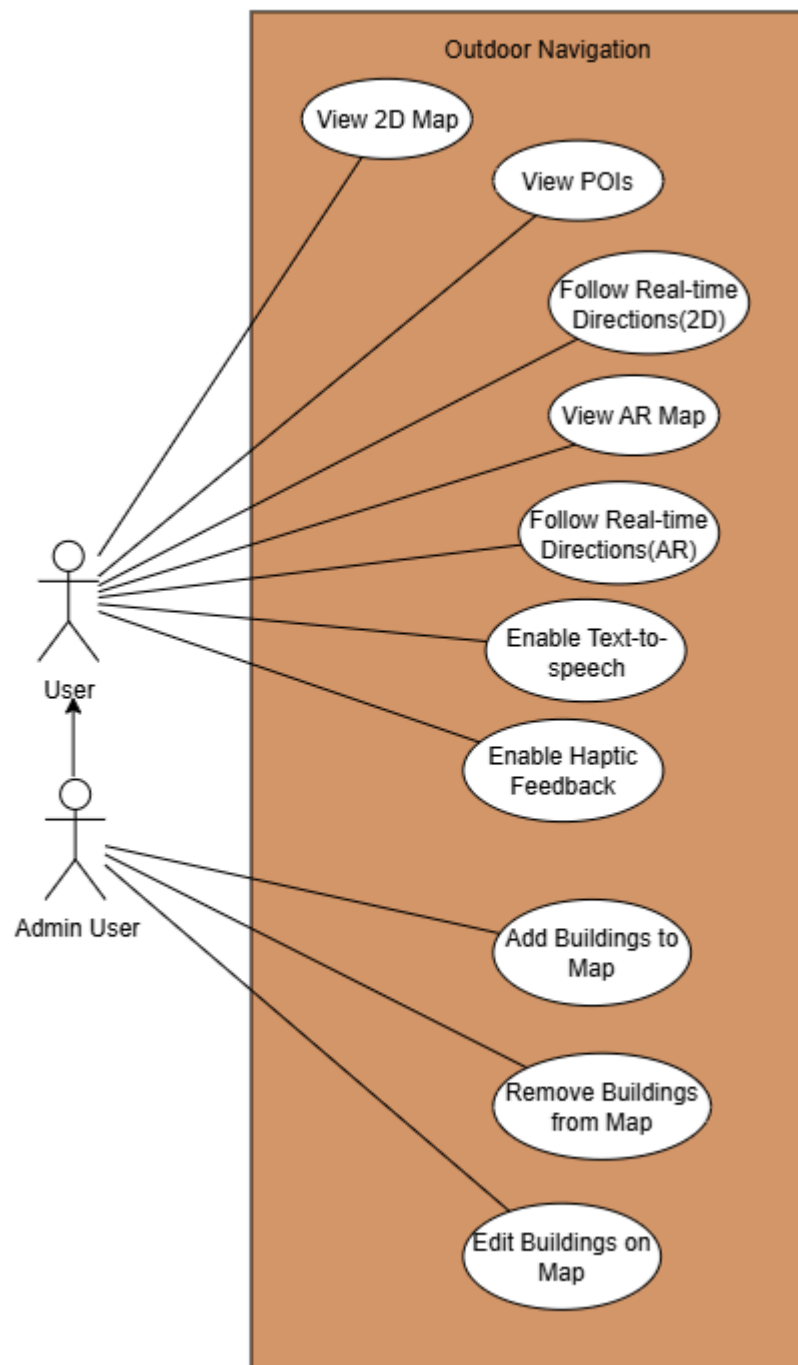 Outdoor Navigation
View 2D Map
View POIs
Follow Real-time
Directions(2D)
View AR Map
Follow Real-time
Directions(AR)
Enable Text-to-
speech
User
Enable Haptic
Feedback
Admin User
Add Buildings to
Map
Remove Buildings
from Map
Edit Buildings on
Map